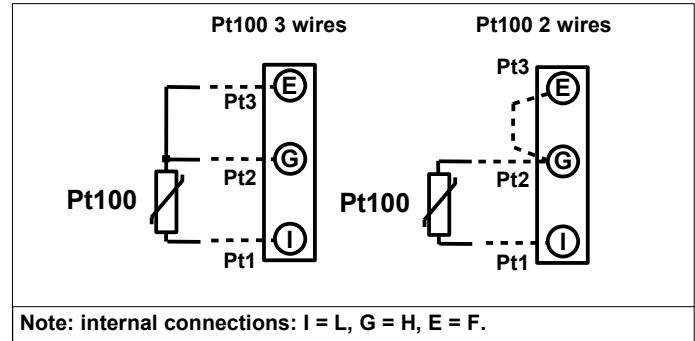 Pt100 3 wires
E
Pt3
G
Pt2
Pt100
I
Pt1
Pt100 2 wires
Pt3
E
G
Pt2
Pt100
I
Pt1
Note: internal connections: I = L, G = H, E = F.